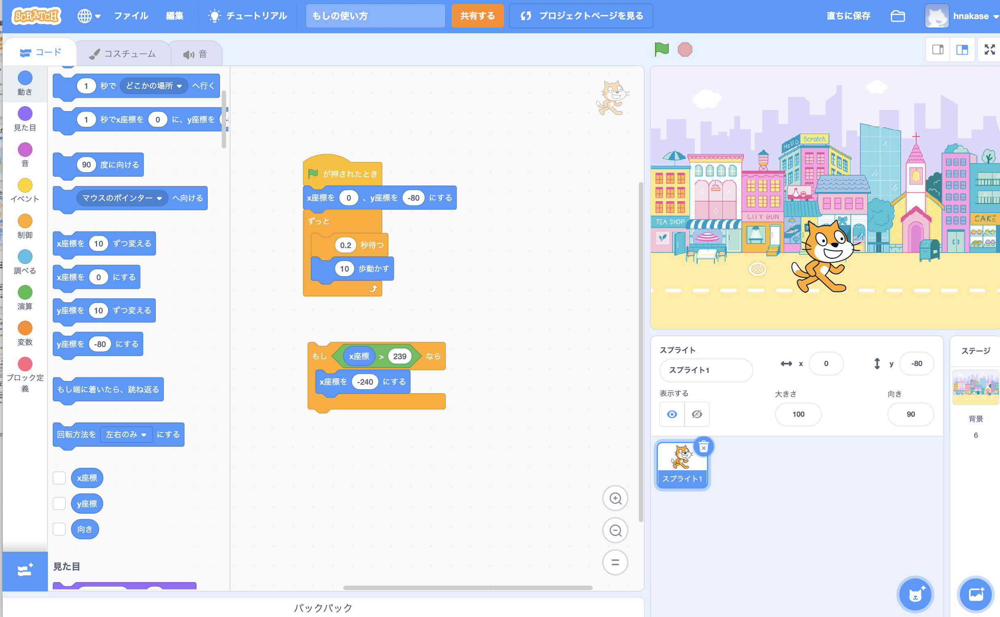 SCRATCH
ファイル
編集
チュートリアル
もしの使い方
共有する
プロジェクトページを見る
直ちに保存
hnakase
コード
コスチューム
音
動き
見た目
音
イベント
制御
調べる
演算
変数
ブロック定
義
1 秒で どこかの場所 へ行く
1 秒でx座標を 0 に、y座標を
90 度に向ける
マウスのポインター へ向ける
x座標を 10 ずつ変える
x座標を 0 にする
y座標を 10 ずつ変える
y座標を -80 にする
もし端に着いたら、跳ね返る
回転方法を 左右のみ にする
x座標
y座標
向き
見た目
が押されたとき
x座標を 0 、y座標を -80 にする
ずっと
0.2 秒待つ
10 歩動かす
もし x座標 > 239 なら
x座標を -240 にする
バックパック
HeLLO
Scratch
TEA SHOP
CITY BUN
CAKE
スプライト
スプライト1
x 0
y -80
表示する
大きさ
100
向き
90
スプライト1
ステージ
背景
6